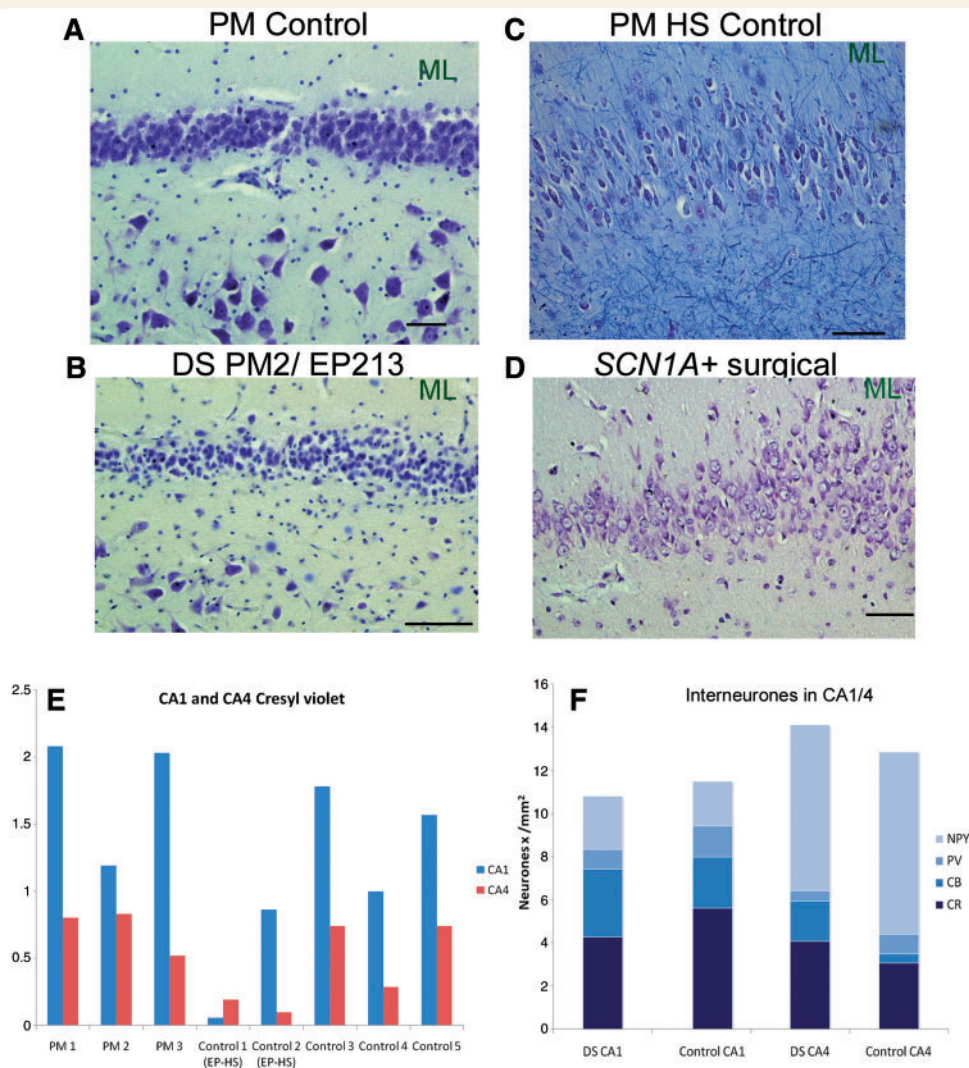 A
PM Control
ML
C
PM HS Control
ML
B
DS PM2/ EP213
ML
D
SCN1A+ surgical
ML
E
CA1 and CA4 Cresyl violet
2.5
2
1.5
1
0.5
0
PM 1
PM 2
PM 3
Control 1
(EP-HS)
Control 2
(EP-HS)
Control 3
Control 4
Control 5
CA1
CA4
F
Interneurones in CA1/4
Neurones x /mm²
16
14
12
10
8
6
4
2
0
DS CA1
Control CA1
DS CA4
Control CA4
NPY
PV
CB
CR